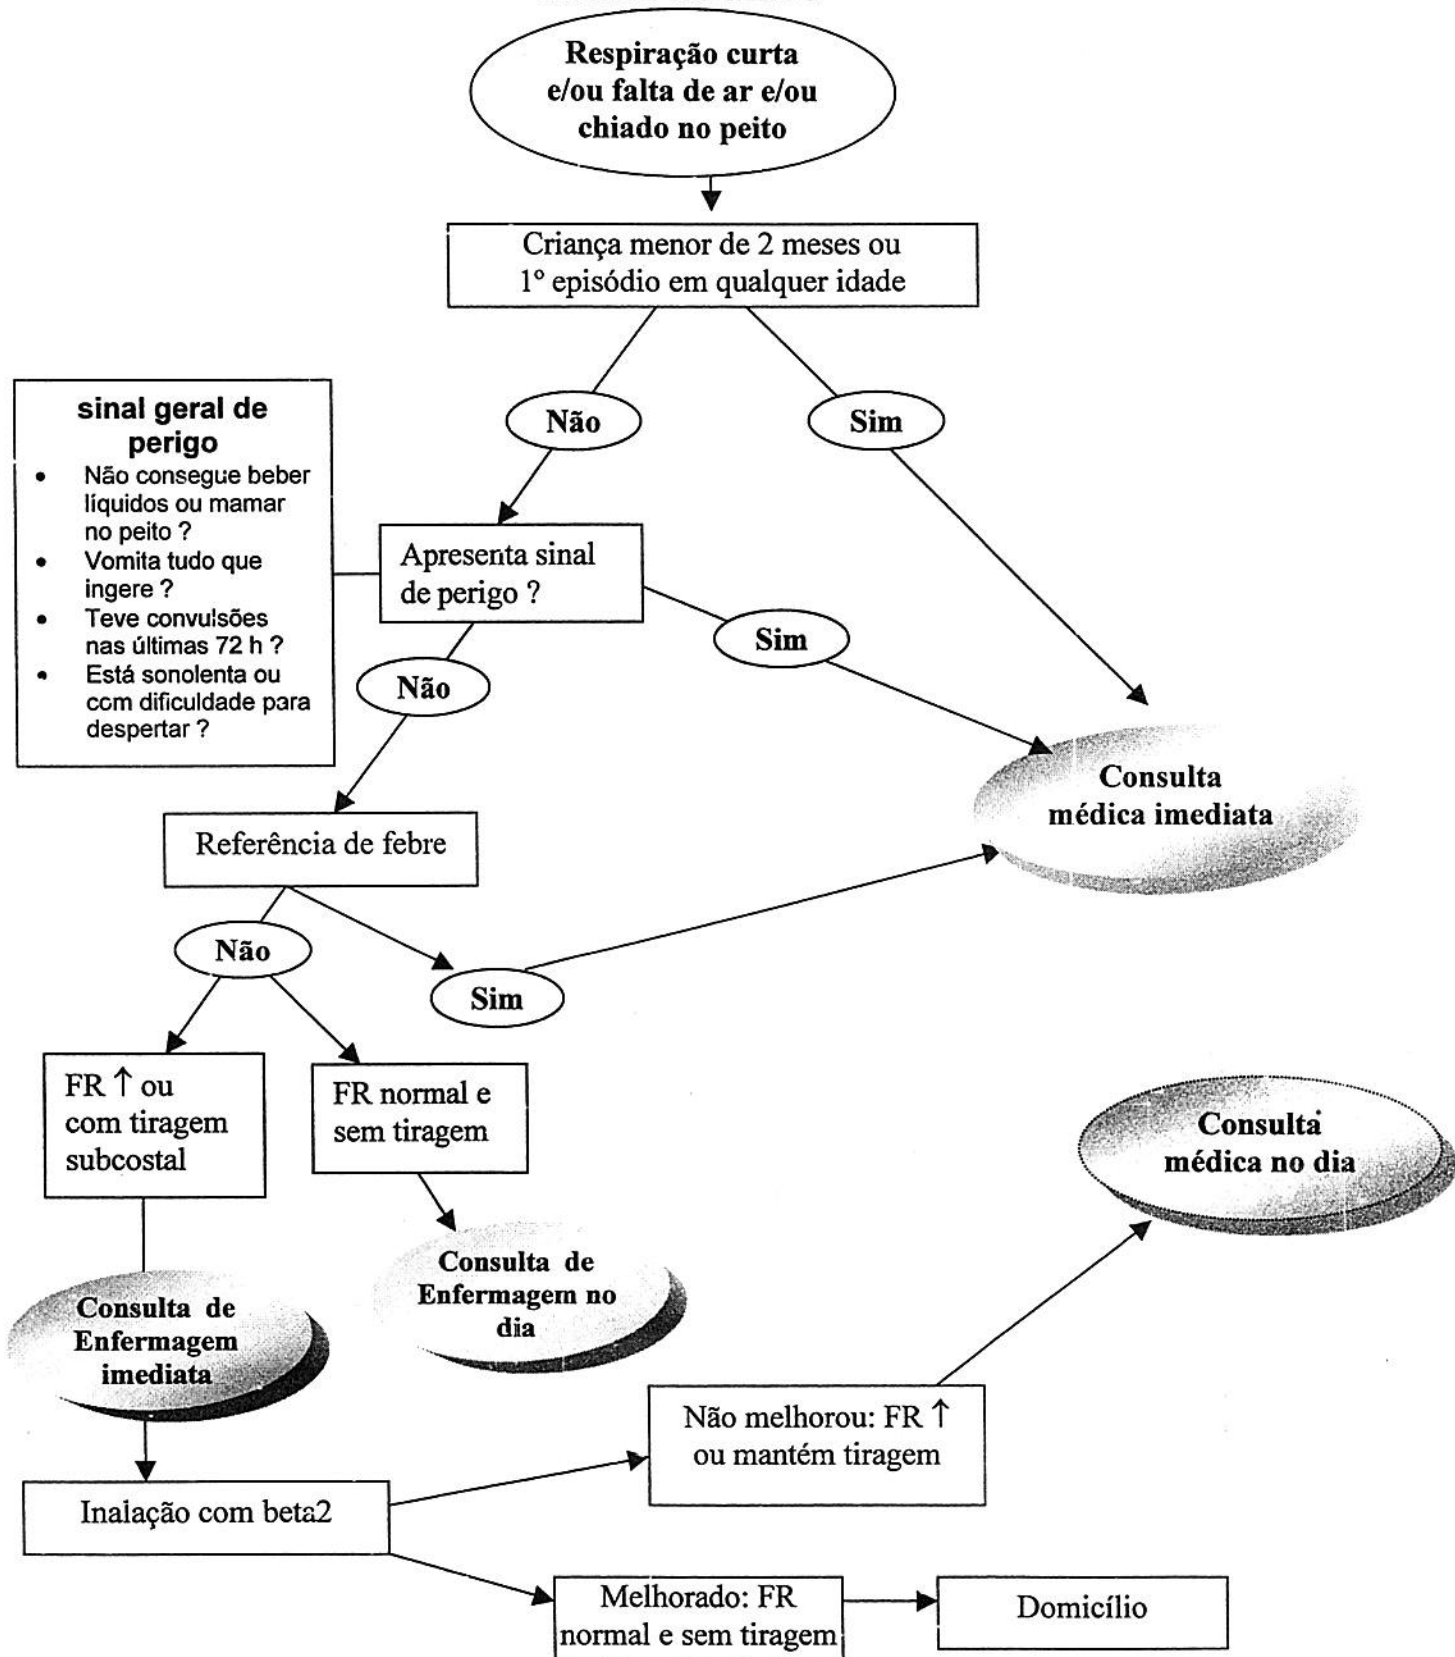 Respiração curta
e/ou falta de ar e/ou
chiado no peito
Criança menor de 2 meses ou
1º episódio em qualquer idade
Não
Sim
sinal geral de
perigo
• Não consegue beber
líquidos ou mamar
no peito ?
• Vomita tudo que
ingere ?
• Teve convulsões
nas últimas 72 h ?
• Está sonolenta ou
com dificuldade para
despertar ?
Apresenta sinal
de perigo ?
Sim
Não
Consulta
médica imediata
Referência de febre
Não
Sim
FR ↑ ou
com tiragem
subcostal
FR normal e
sem tiragem
Consulta
médica no dia
Consulta de
Enfermagem
imediata
Consulta de
Enfermagem no
dia
Não melhorou: FR ↑
ou mantém tiragem
Inalação com beta2
Melhorado: FR
normal e sem tiragem
Domicílio